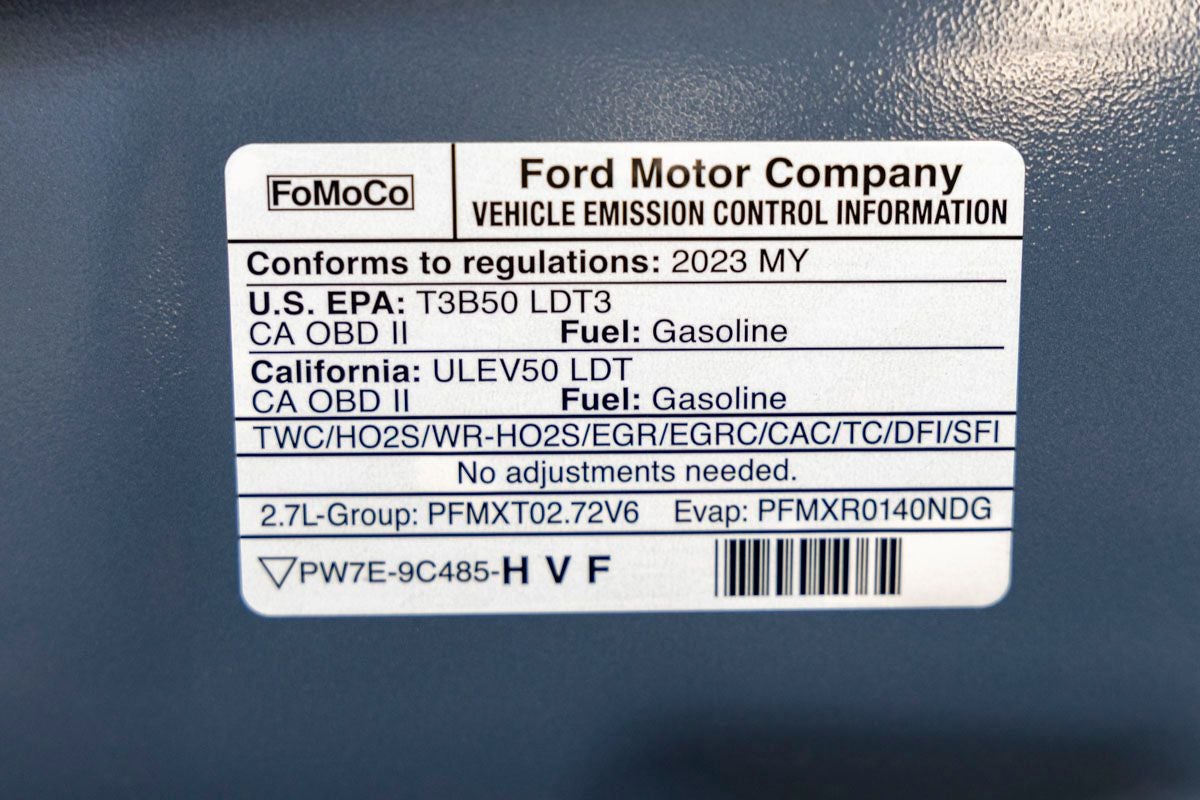 FoMoCo
Ford Motor Company
VEHICLE EMISSION CONTROL INFORMATION
Conforms to regulations: 2023 MY
U.S. EPA: T3B50 LDT3
CA OBD II Fuel: Gasoline
California: ULEV50 LDT
CA OBD II Fuel: Gasoline
TWC/HO2S/WR-HO2S/EGR/EGRC/CAC/TC/DFI/SFI
No adjustments needed.
2.7L-Group: PFMXT02.72V6 Evap: PFMXR0140NDG
PW7E-9C485-H V F